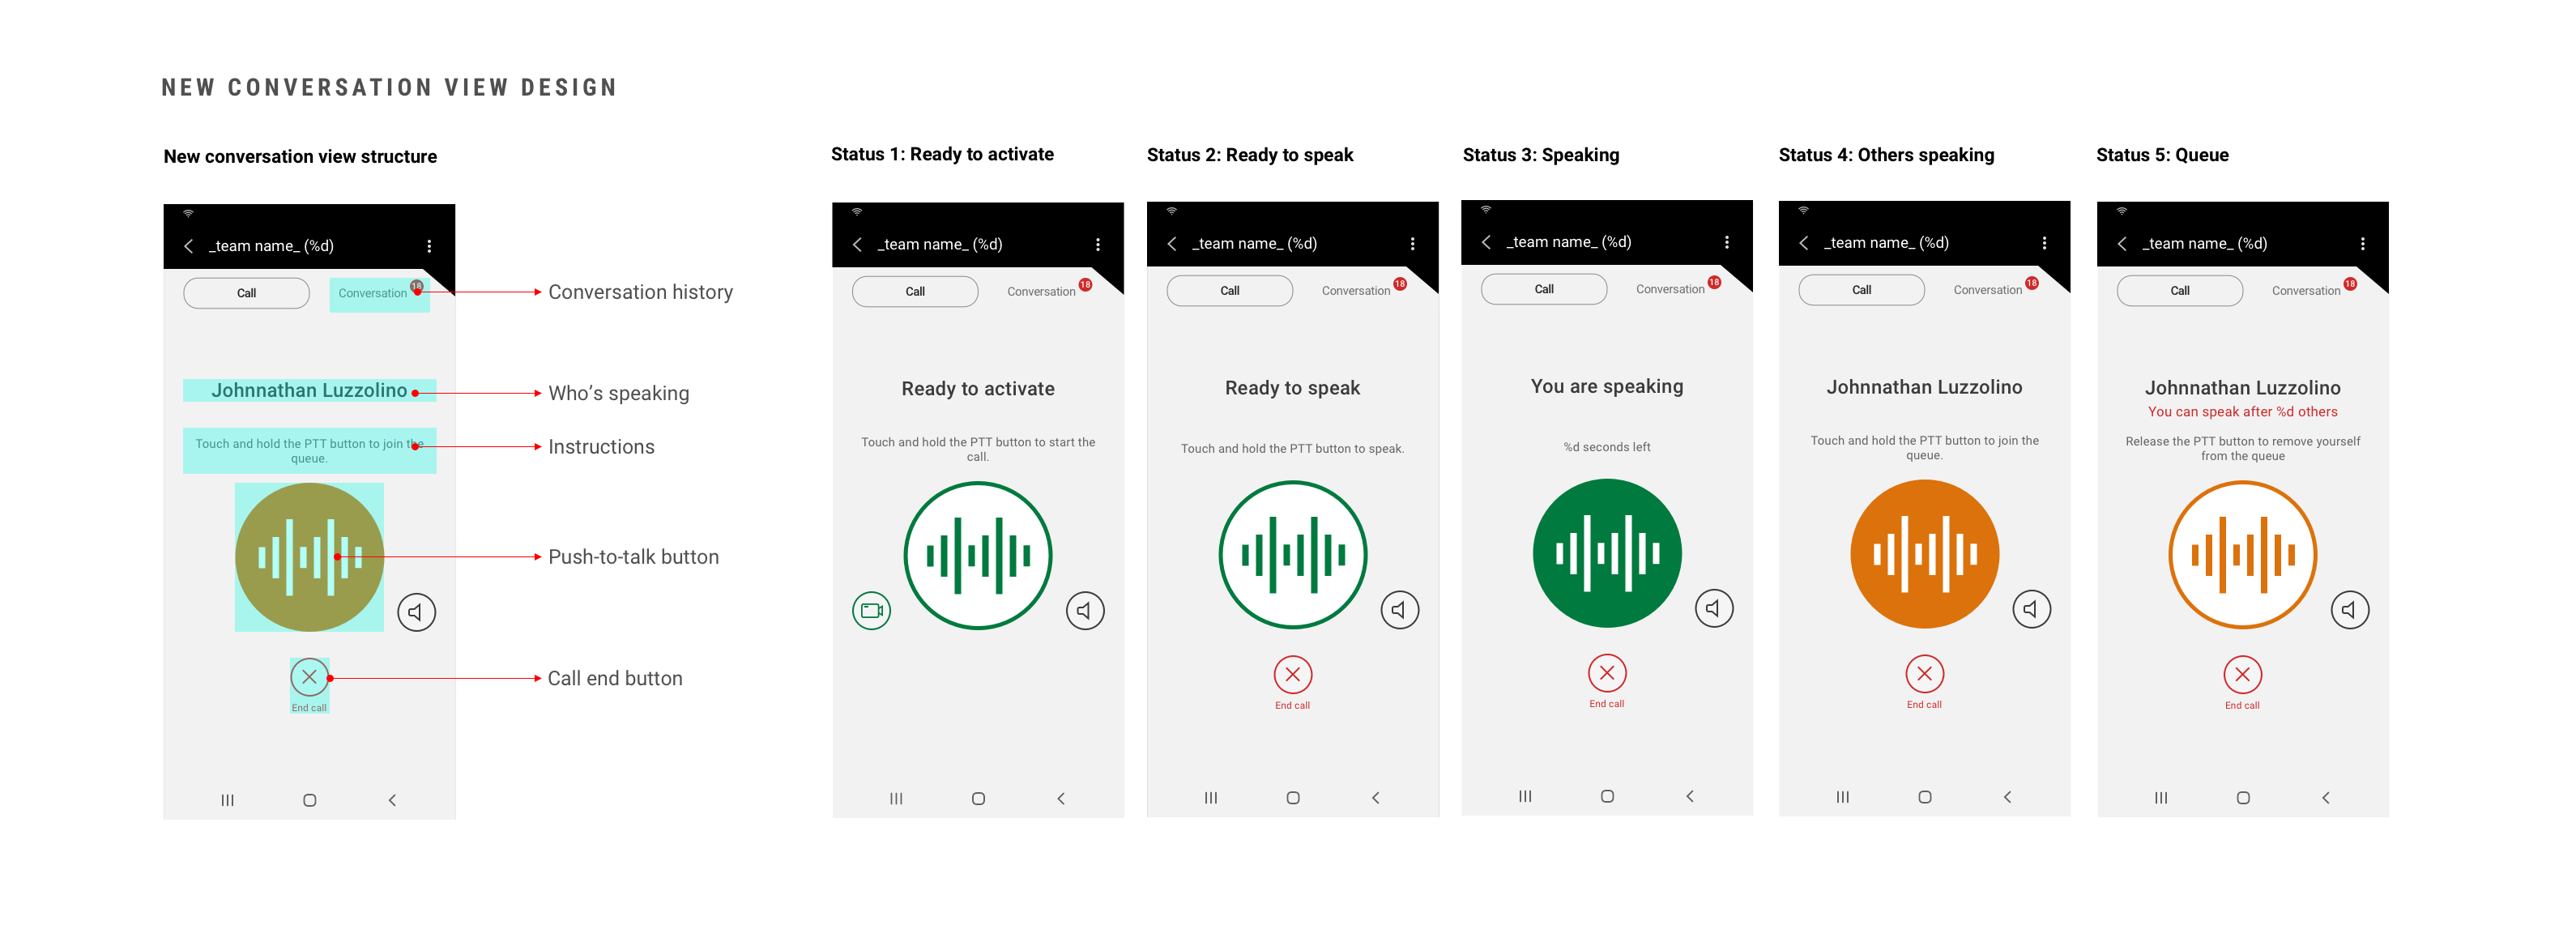 NEW CONVERSATION VIEW DESIGN
New conversation view structure
_team name_ (%d)
Call
Conversation
18
Conversation history
Johnnathan Luzzolino
Who's speaking
Touch and hold the PTT button to join the
queue.
Instructions
Push-to-talk button
End call
Call end button
Status 1: Ready to activate
_team name_ (%d)
Call
Conversation
18
Ready to activate
Touch and hold the PTT button to start the
call.
Status 2: Ready to speak
_team name_ (%d)
Call
Conversation
18
Ready to speak
Touch and hold the PTT button to speak.
End call
Status 3: Speaking
_team name_ (%d)
Call
Conversation
18
You are speaking
%d seconds left
End call
Status 4: Others speaking
_team name_ (%d)
Call
Conversation
18
Johnnathan Luzzolino
Touch and hold the PTT button to join the
queue.
End call
Status 5: Queue
_team name_ (%d)
Call
Conversation
18
Johnnathan Luzzolino
You can speak after %d others
Release the PTT button to remove yourself
from the queue
End call